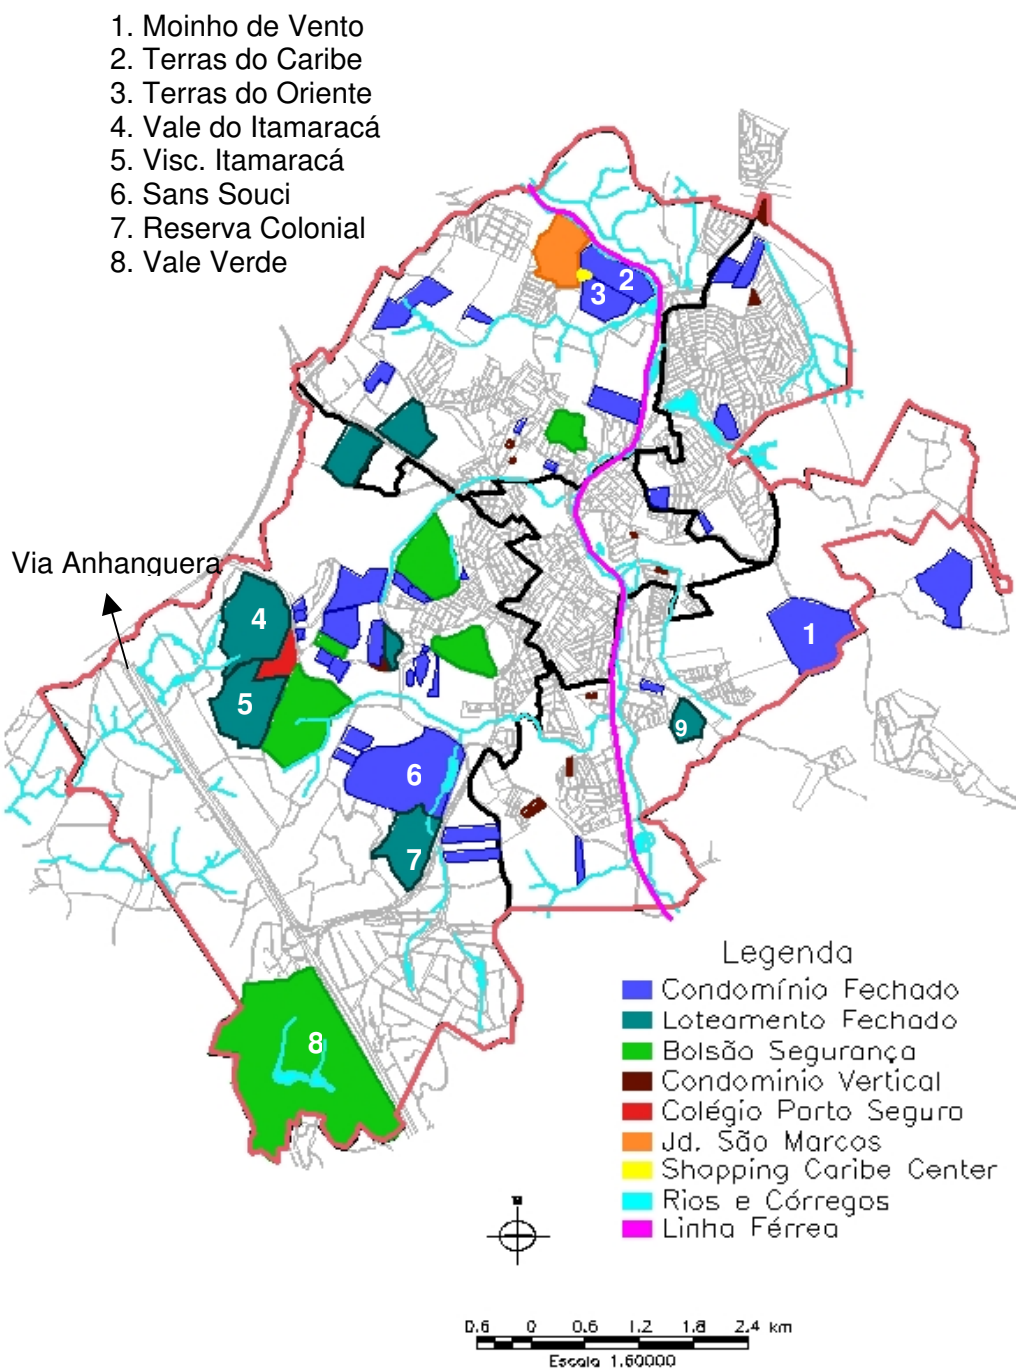 1. Moinho de Vento
2. Terras do Caribe
3. Terras do Oriente
4. Vale do Itamaracá
5. Visc. Itamaracá
6. Sans Souci
7. Reserva Colonial
8. Vale Verde
2
3
Via Anhanguera
4
1
5
9
6
7
8
Legenda
Condomínio Fechado
Loteamento Fechado
Bolsão Segurança
Condominio Vertical
Colégio Porto Seguro
Jd. São Marcos
Shopping Caribe Center
Rios e Córregos
Linha Férrea
0.6 0 0.6 1.2 1.8 2.4 km
Escala 1.60000